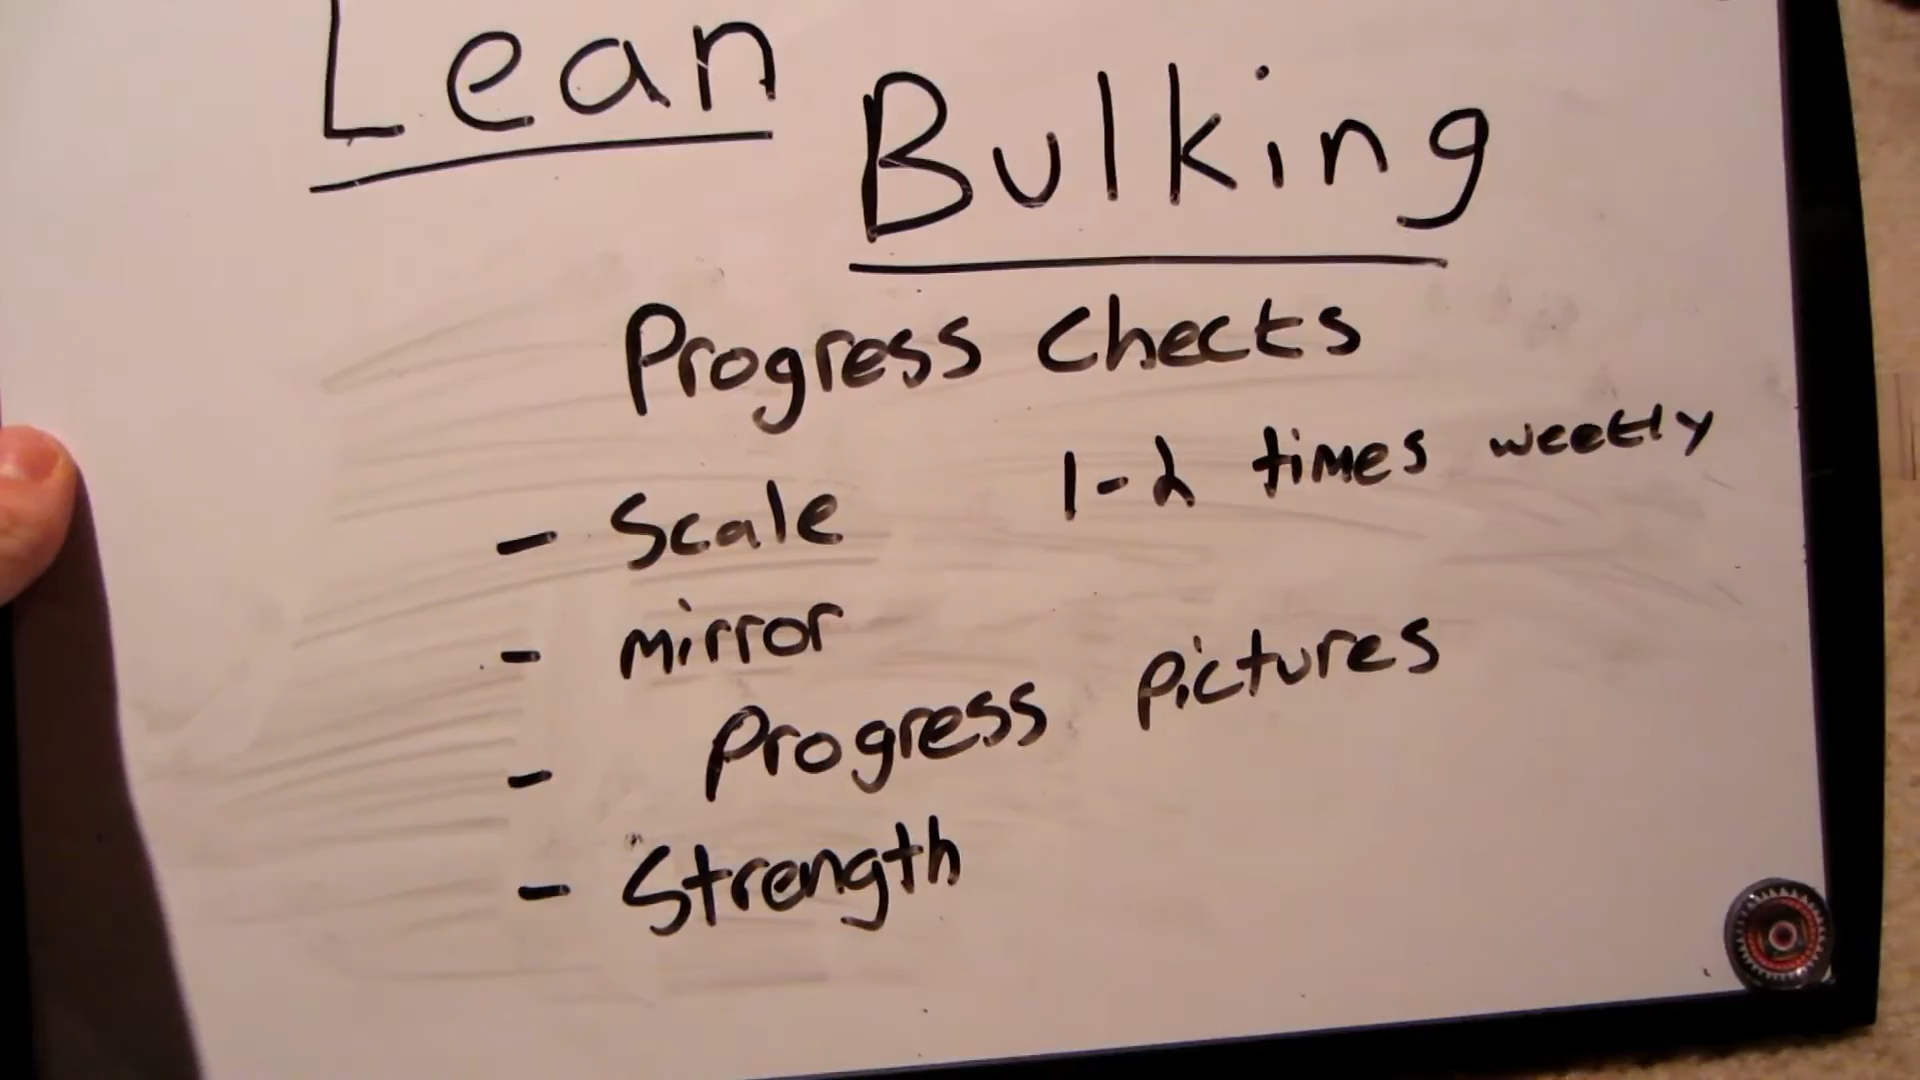 Lean
Bulking
Progress Checks
- Scale 1-2 times weekly
- mirror
- Progress pictures
- Strength